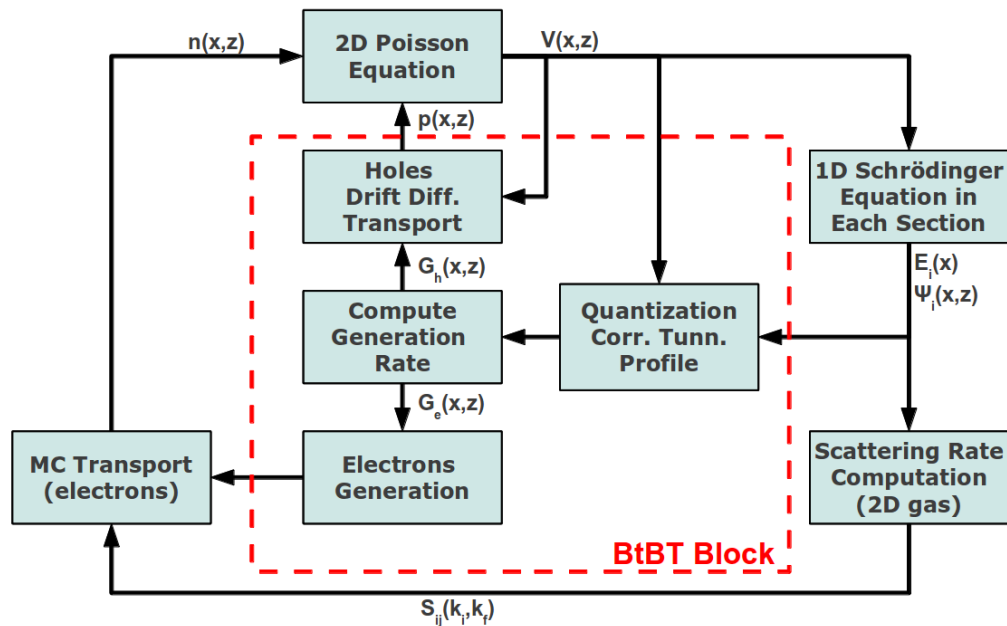 n(x,z)
2D Poisson
Equation
V(x,z)
p(x,z)
Holes
Drift Diff.
Transport
1D Schrödinger
Equation in
Each Section
G_h(x,z)
E_i(x)
Ψ_i(x,z)
Compute
Generation
Rate
Quantization
Corr. Tunn.
Profile
G_e(x,z)
MC Transport
(electrons)
Electrons
Generation
Scattering Rate
Computation
(2D gas)
BtBT Block
S_ij(k_i,k_f)